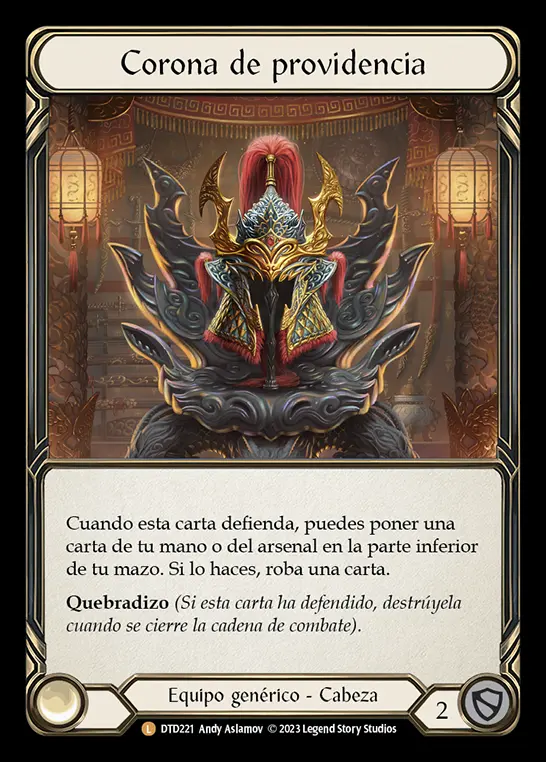 Corona de providencia
Cuando esta carta defienda, puedes poner una
carta de tu mano o del arsenal en la parte inferior
de tu mazo. Si lo haces, roba una carta.
Quebradizo (Si esta carta ha defendido, destrúyela
cuando se cierre la cadena de combate).
Equipo genérico - Cabeza
2
L DTD221 Andy Aslamov © 2023 Legend Story Studios